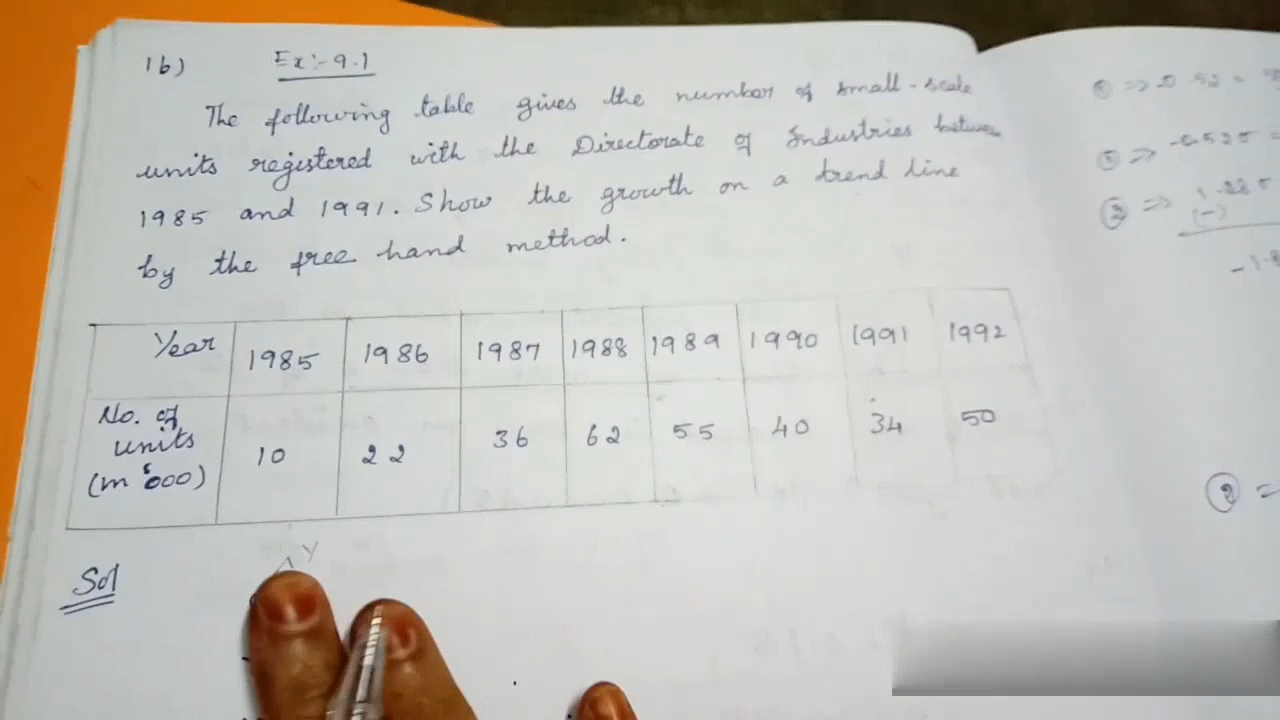 16) Ex:-9.1
The following table gives the number of small-scale
units registered with the Directorate of Industries between
1985 and 1991. Show the growth on a trend line
by the free hand method.
Year 1985 1986 1987 1988 1989 1990 1991 1992
No. of
units
(m '000) 10 22 36 62 55 40 34 50
Sol
Y
③ =>
② =>
(-)
② =